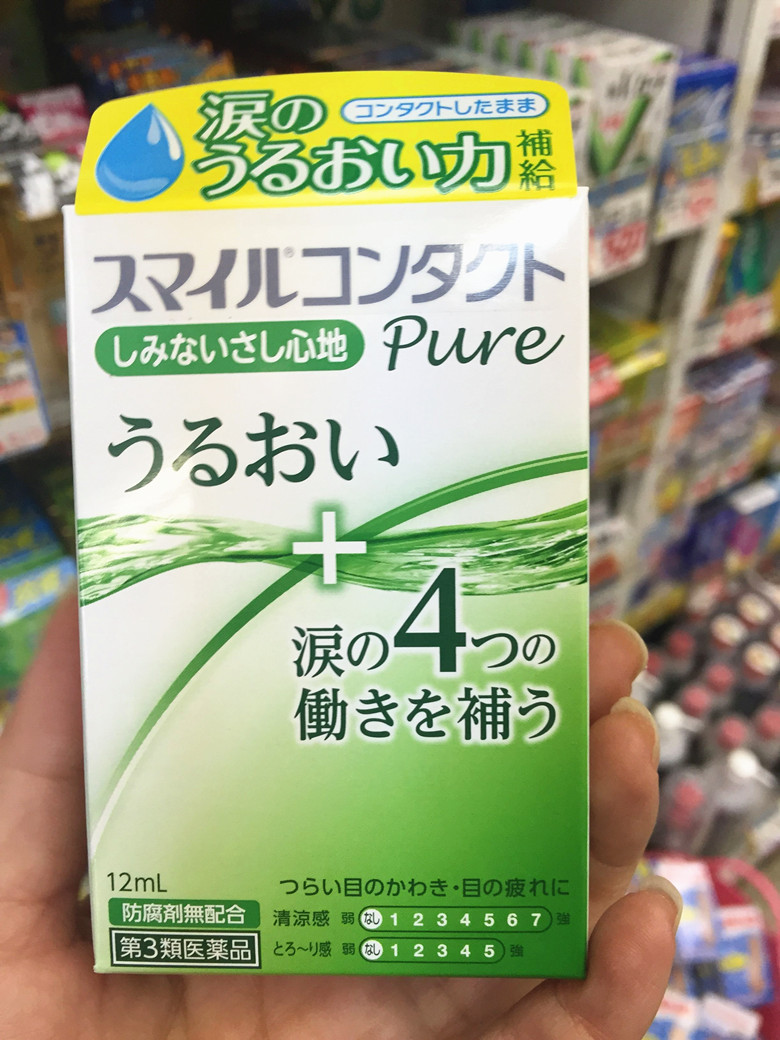 涙の
コンタクトしたまま
うるおい力
補給
スマイル®コンタクト
しみないさし心地
Pure
うるおい
+
涙の4つの
働きを補う
12mL
つらい目のかわき・目の疲れに
防腐剤無配合
清涼感 弱 なし 1 2 3 4 5 6 7 強
第3類医薬品
とろ〜り感 弱 なし 1 2 3 4 5 強